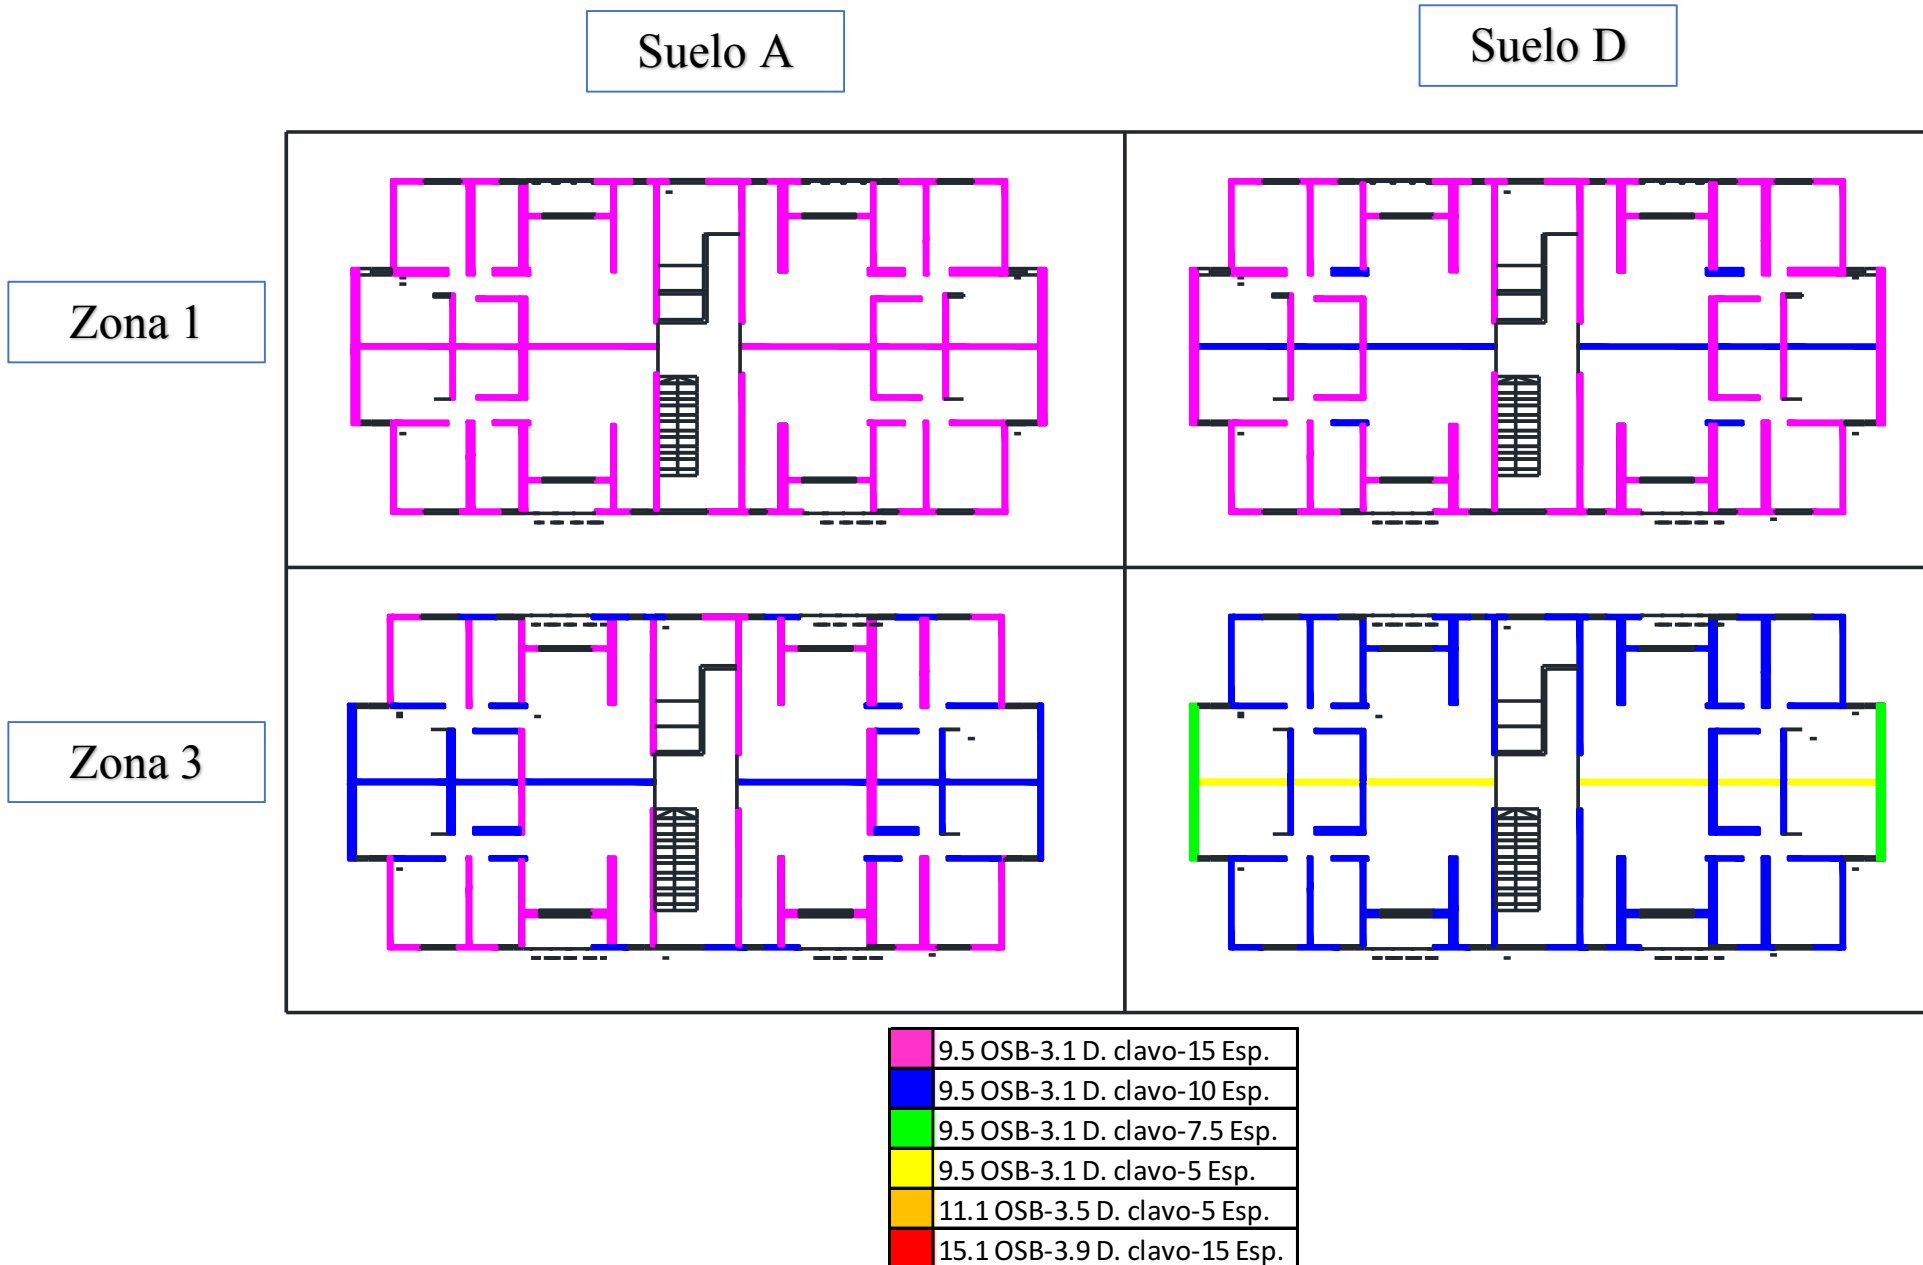 Suelo A
Suelo D
Zona 1
Zona 3
9.5 OSB-3.1 D. clavo-15 Esp.
9.5 OSB-3.1 D. clavo-10 Esp.
9.5 OSB-3.1 D. clavo-7.5 Esp.
9.5 OSB-3.1 D. clavo-5 Esp.
11.1 OSB-3.5 D. clavo-5 Esp.
15.1 OSB-3.9 D. clavo-15 Esp.